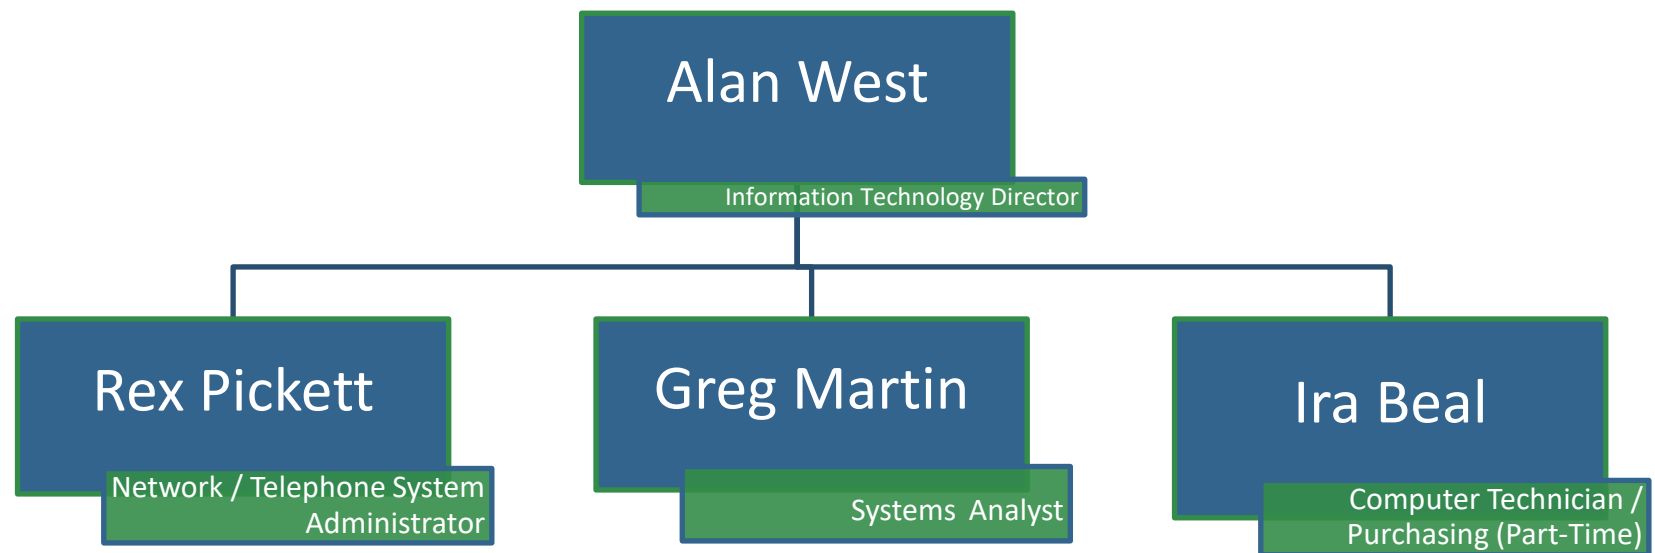 Alan West
Information Technology Director
Rex Pickett
Network / Telephone System
Administrator
Greg Martin
Systems Analyst
Ira Beal
Computer Technician /
Purchasing (Part-Time)